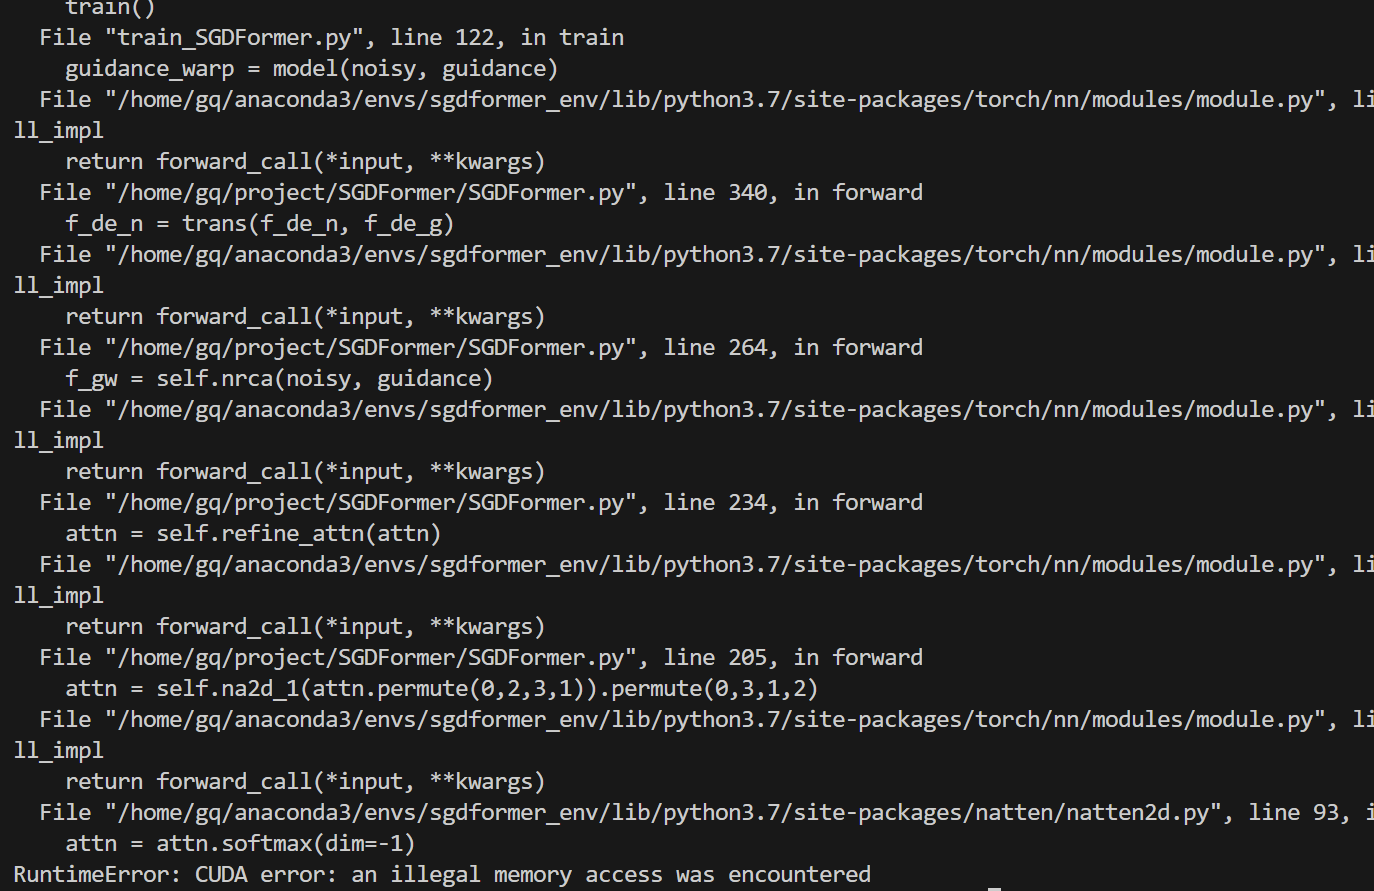 train()
File "train_SGDFormer.py", line 122, in train
guidance_warp = model(noisy, guidance)
File "/home/gq/anaconda3/envs/sgdformer_env/lib/python3.7/site-packages/torch/nn/modules/module.py", li
ll_impl
return forward_call(*input, **kwargs)
File "/home/gq/project/SGDFormer/SGDFormer.py", line 340, in forward
f_de_n = trans(f_de_n, f_de_g)
File "/home/gq/anaconda3/envs/sgdformer_env/lib/python3.7/site-packages/torch/nn/modules/module.py", li
ll_impl
return forward_call(*input, **kwargs)
File "/home/gq/project/SGDFormer/SGDFormer.py", line 264, in forward
f_gw = self.nrca(noisy, guidance)
File "/home/gq/anaconda3/envs/sgdformer_env/lib/python3.7/site-packages/torch/nn/modules/module.py", li
ll_impl
return forward_call(*input, **kwargs)
File "/home/gq/project/SGDFormer/SGDFormer.py", line 234, in forward
attn = self.refine_attn(attn)
File "/home/gq/anaconda3/envs/sgdformer_env/lib/python3.7/site-packages/torch/nn/modules/module.py", li
ll_impl
return forward_call(*input, **kwargs)
File "/home/gq/project/SGDFormer/SGDFormer.py", line 205, in forward
attn = self.na2d_1(attn.permute(0,2,3,1)).permute(0,3,1,2)
File "/home/gq/anaconda3/envs/sgdformer_env/lib/python3.7/site-packages/torch/nn/modules/module.py", li
ll_impl
return forward_call(*input, **kwargs)
File "/home/gq/anaconda3/envs/sgdformer_env/lib/python3.7/site-packages/natten/natten2d.py", line 93, i
attn = attn.softmax(dim=-1)
RuntimeError: CUDA error: an illegal memory access was encountered